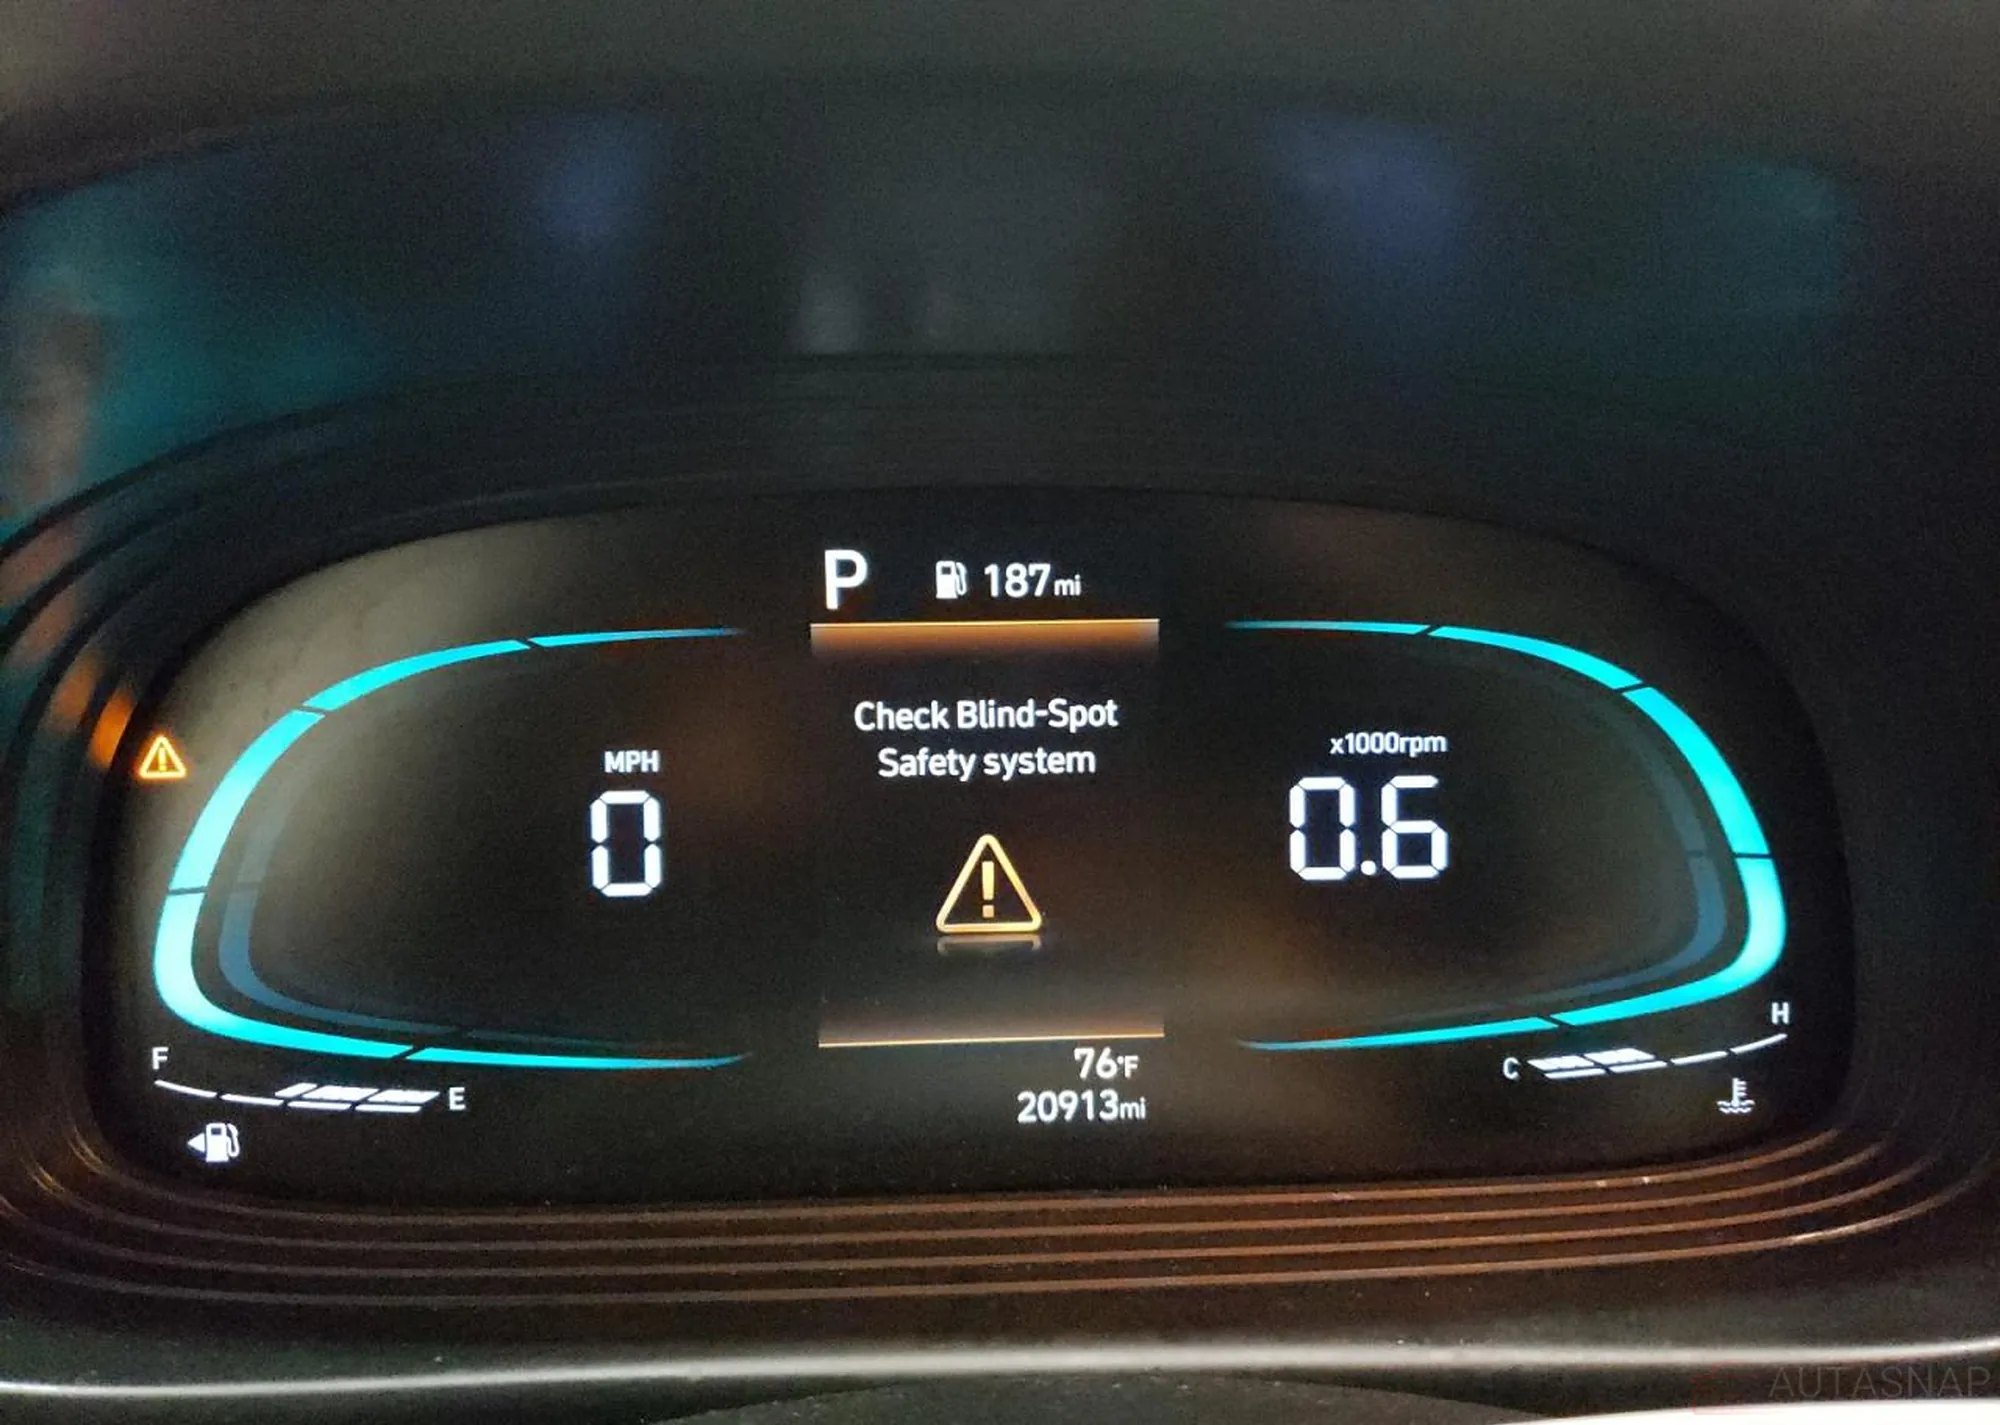 P 187mi
Check Blind-Spot
Safety system
MPH
0
x1000rpm
0.6
F E
C H
76°F
20913mi
AUTASNAP